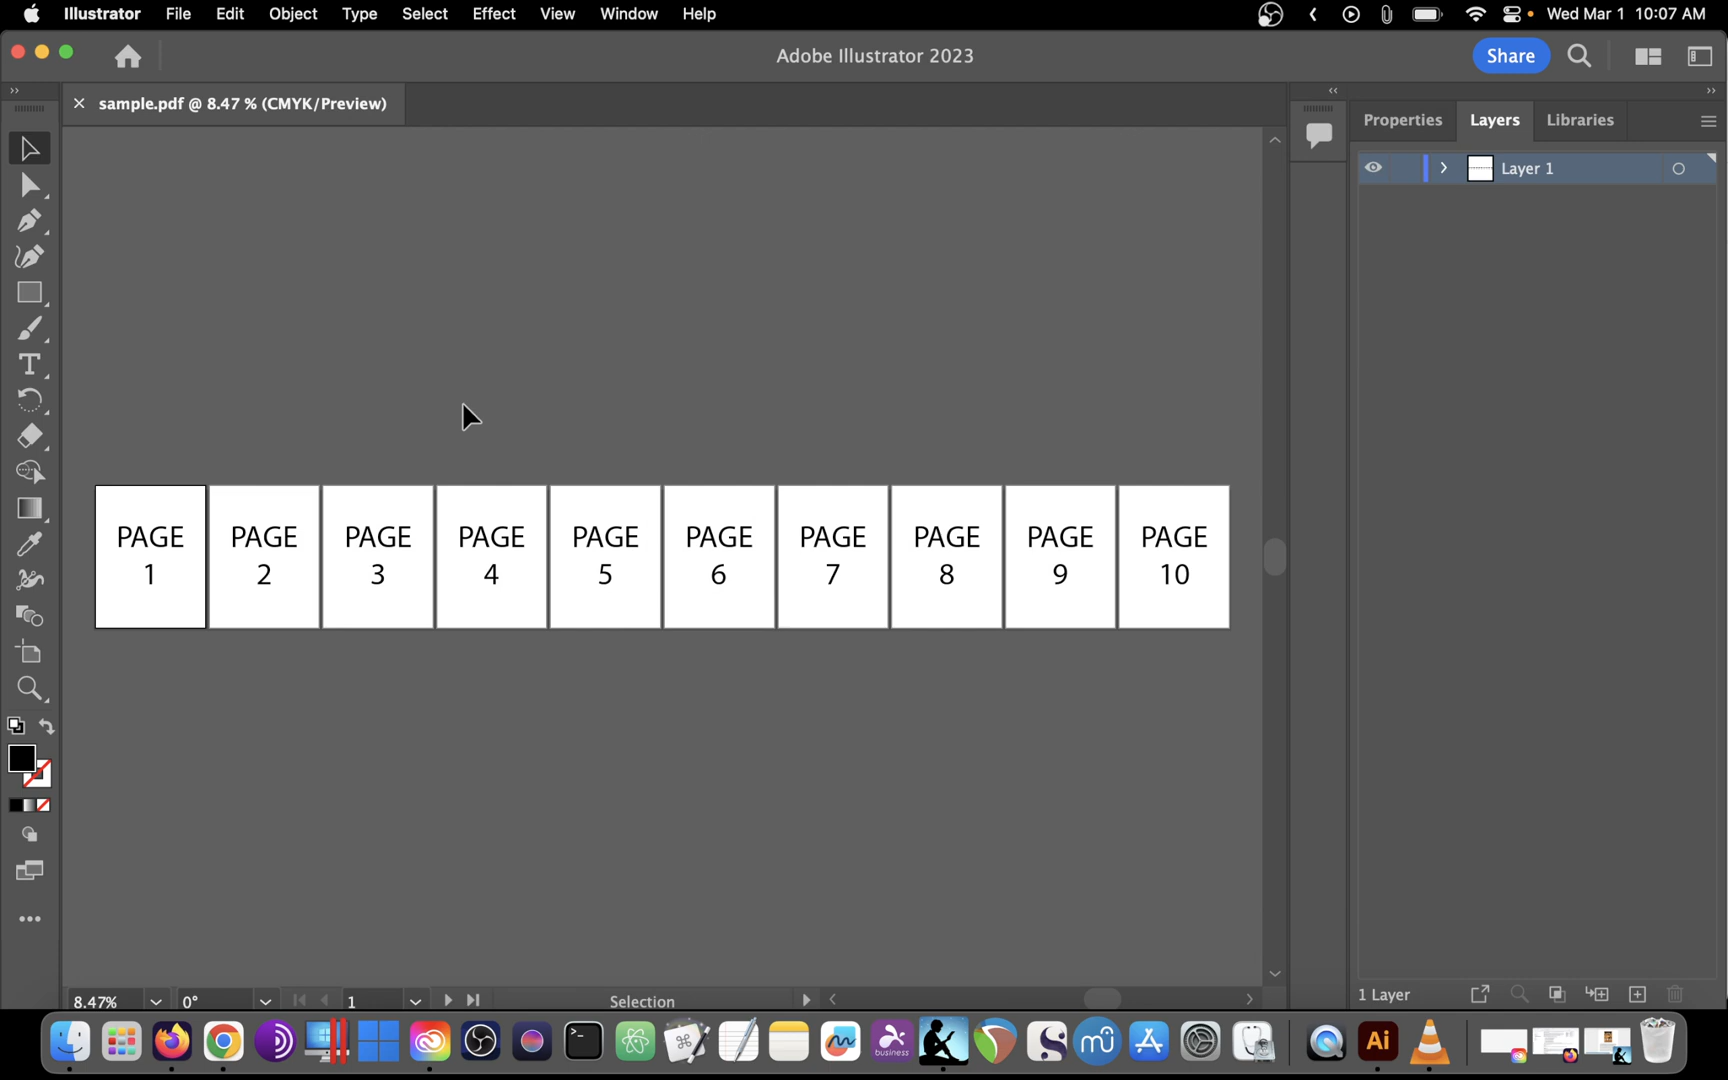 Illustrator File Edit Object Type Select Effect View Window Help
Wed Mar 1 10:07 AM
Adobe Illustrator 2023
Share
× sample.pdf @ 8.47 % (CMYK/Preview)
Properties Layers Libraries
Layer 1
PAGE 1
PAGE 2
PAGE 3
PAGE 4
PAGE 5
PAGE 6
PAGE 7
PAGE 8
PAGE 9
PAGE 10
8.47% 0° 1 Selection
1 Layer
business
Ai